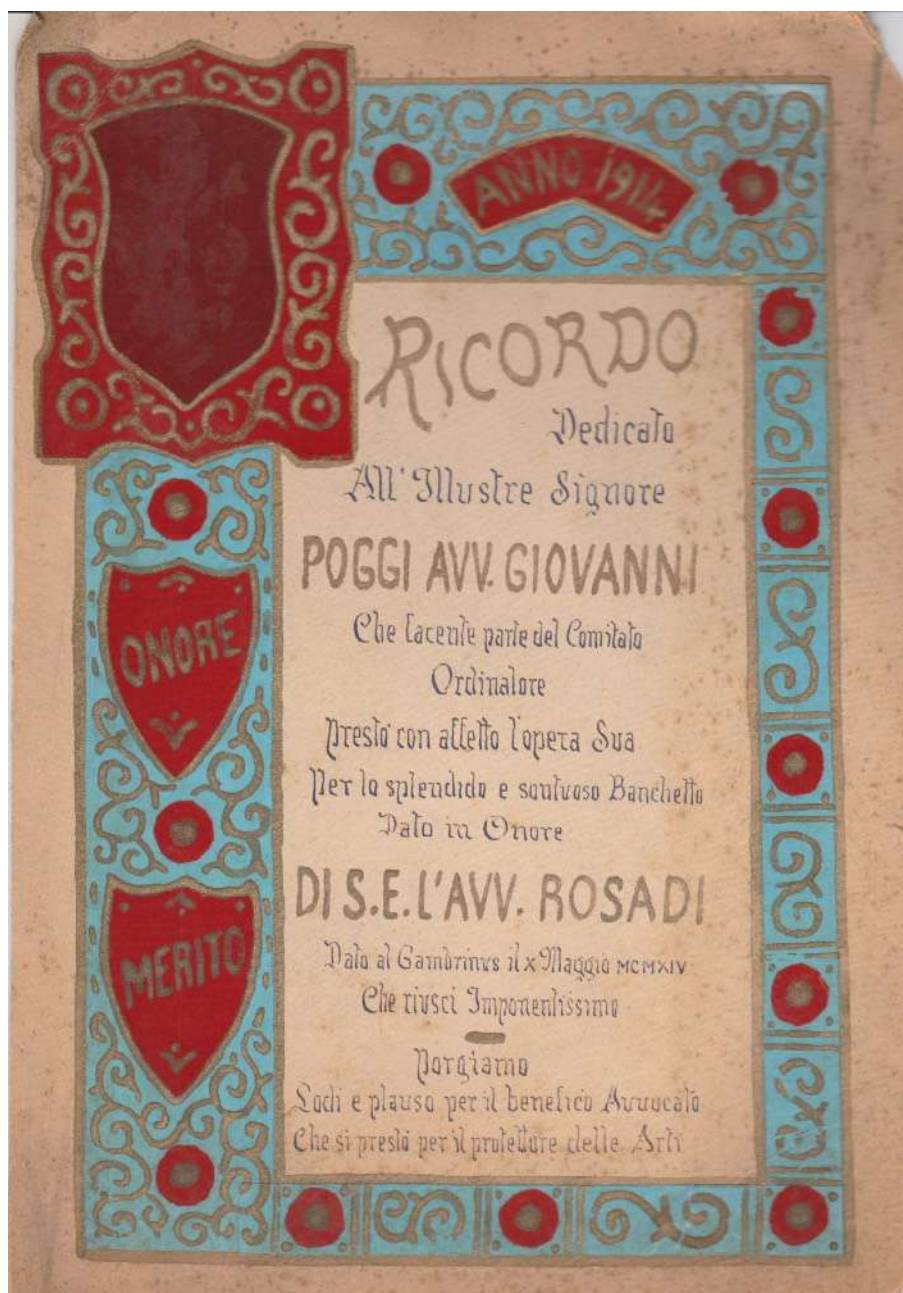 ANNO 1914
RICORDO
Dedicato
All' Illustre Signore
POGGI AVV. GIOVANNI
Che facente parte del Comitato
Ordinatore
Prestò con affetto l'opera Sua
Per lo splendido e sontuoso Banchetto
Dato in Onore
DI S.E. L'AVV. ROSADI
Dato al Gambrinus il X Maggio MCMXIV
Che riusci Imponentissimo
Porgiamo
Lodi e plauso per il benefico Avvocato
Che si prestò per il protettore delle Arti
ONORE
MERITO